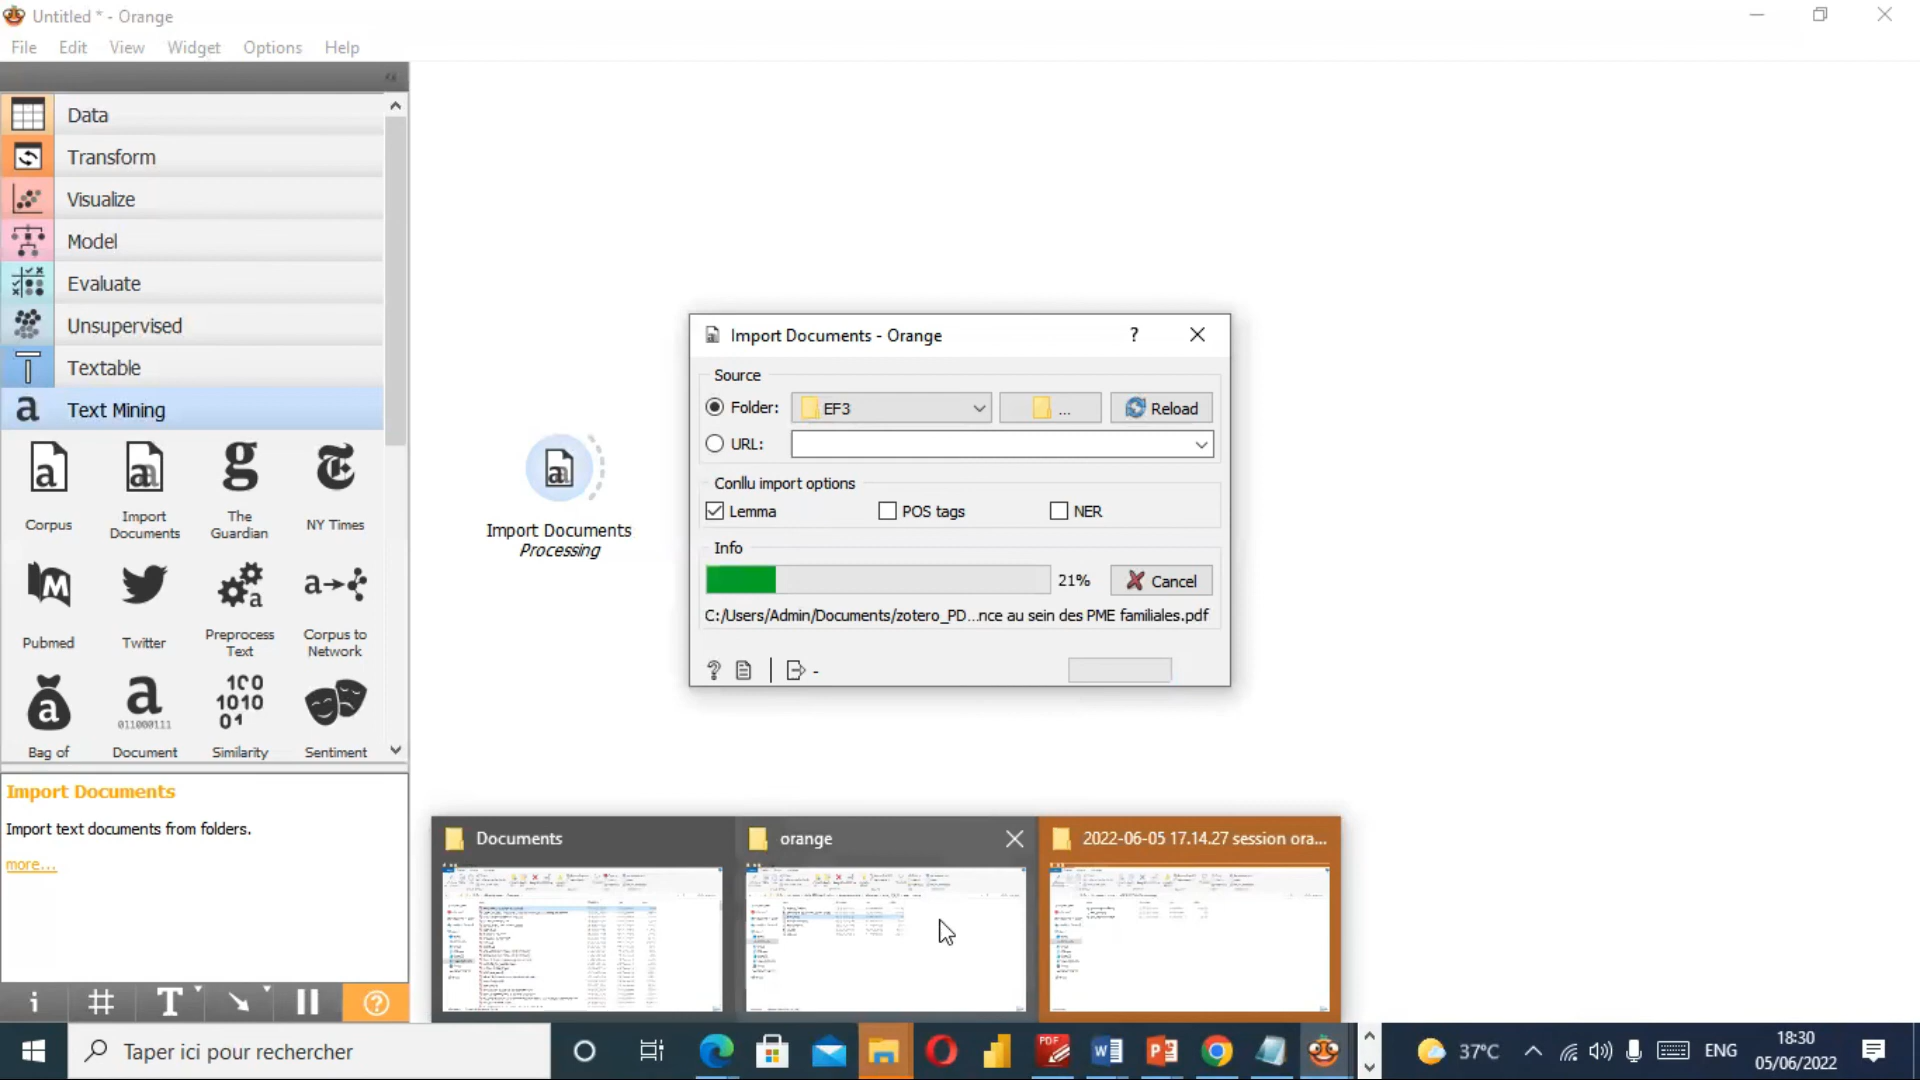 Untitled * - Orange
File Edit View Widget Options Help
Data
Transform
Visualize
Model
Evaluate
Unsupervised
Textable
Text Mining
Corpus
Import Documents
The Guardian
NY Times
Pubmed
Twitter
Preprocess Text
Corpus to Network
Bag of
Document
Similarity
Sentiment
Import Documents
Import text documents from folders.
more...
Import Documents
Processing
Import Documents - Orange
Source
Folder: EF3 ... Reload
URL:
Conllu import options
Lemma POS tags NER
Info
21% Cancel
C:/Users/Admin/Documents/zotero_PD...nce au sein des PME familiales.pdf
-
Documents
orange
2022-06-05 17.14.27 session ora...
Taper ici pour rechercher
37°C
ENG
18:30
05/06/2022